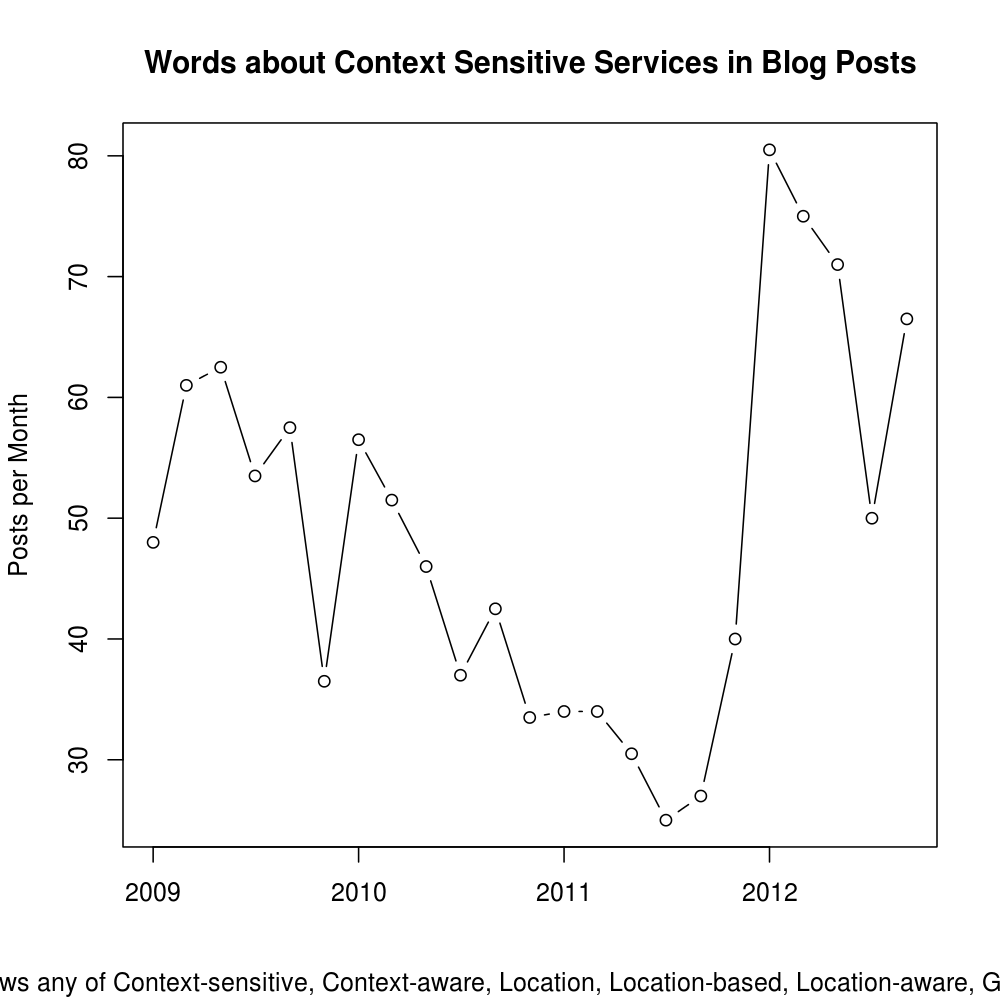 Words about Context Sensitive Services in Blog Posts
Posts per Month
80
70
60
50
40
30
2009 2010 2011 2012
any of Context-sensitive, Context-aware, Location, Location-based, Location-aware,